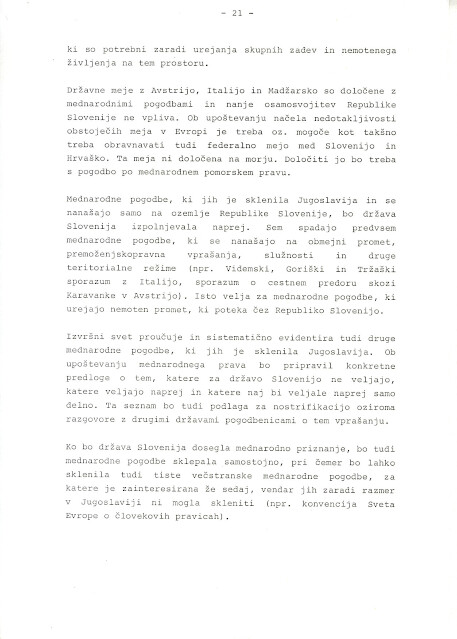 - 21 -
ki so potrebni zaradi urejanja skupnih zadev in nemotenega
življenja na tem prostoru.
Državne meje z Avstrijo, Italijo in Madžarsko so določene z
mednarodnimi pogodbami in nanje osamosvojitev Republike
Slovenije ne vpliva. Ob upoštevanju načela nedotakljivosti
obstoječih meja v Evropi je treba oz. mogoče kot takšno
treba obravnavati tudi federalno mejo med Slovenijo in
Hrvaško. Ta meja ni določena na morju. Določiti jo bo treba
s pogodbo po mednarodnem pomorskem pravu.
Mednarodne pogodbe, ki jih je sklenila Jugoslavija in se
nanašajo samo na ozemlje Republike Slovenije, bo država
Slovenija izpolnjevala naprej. Sem spadajo predvsem
mednarodne pogodbe, ki se nanašajo na obmejni promet,
premoženjskopravna vprašanja, služnosti in druge
teritorialne režime (npr. Videmski, Goriški in Tržaški
sporazum z Italijo, sporazum o cestnem predoru skozi
Karavanke v Avstrijo). Isto velja za mednarodne pogodbe, ki
urejajo nemoten promet, ki poteka čez Republiko Slovenijo.
Izvršni svet proučuje in sistematično evidentira tudi druge
mednarodne pogodbe, ki jih je sklenila Jugoslavija. Ob
upoštevanju mednarodnega prava bo pripravil konkretne
predloge o tem, katere za državo Slovenijo ne veljajo,
katere veljajo naprej in katere naj bi veljale naprej samo
delno. Ta seznam bo tudi podlaga za nostrifikacijo oziroma
razgovore z drugimi državami pogodbenicami o tem vprašanju.
Ko bo država Slovenija dosegla mednarodno priznanje, bo tudi
mednarodne pogodbe sklepala samostojno, pri čemer bo lahko
sklenila tudi tiste večstranske mednarodne pogodbe, za
katere je zainteresirana že sedaj, vendar jih zaradi razmer
v Jugoslaviji ni mogla skleniti (npr. konvencija Sveta
Evrope o človekovih pravicah).